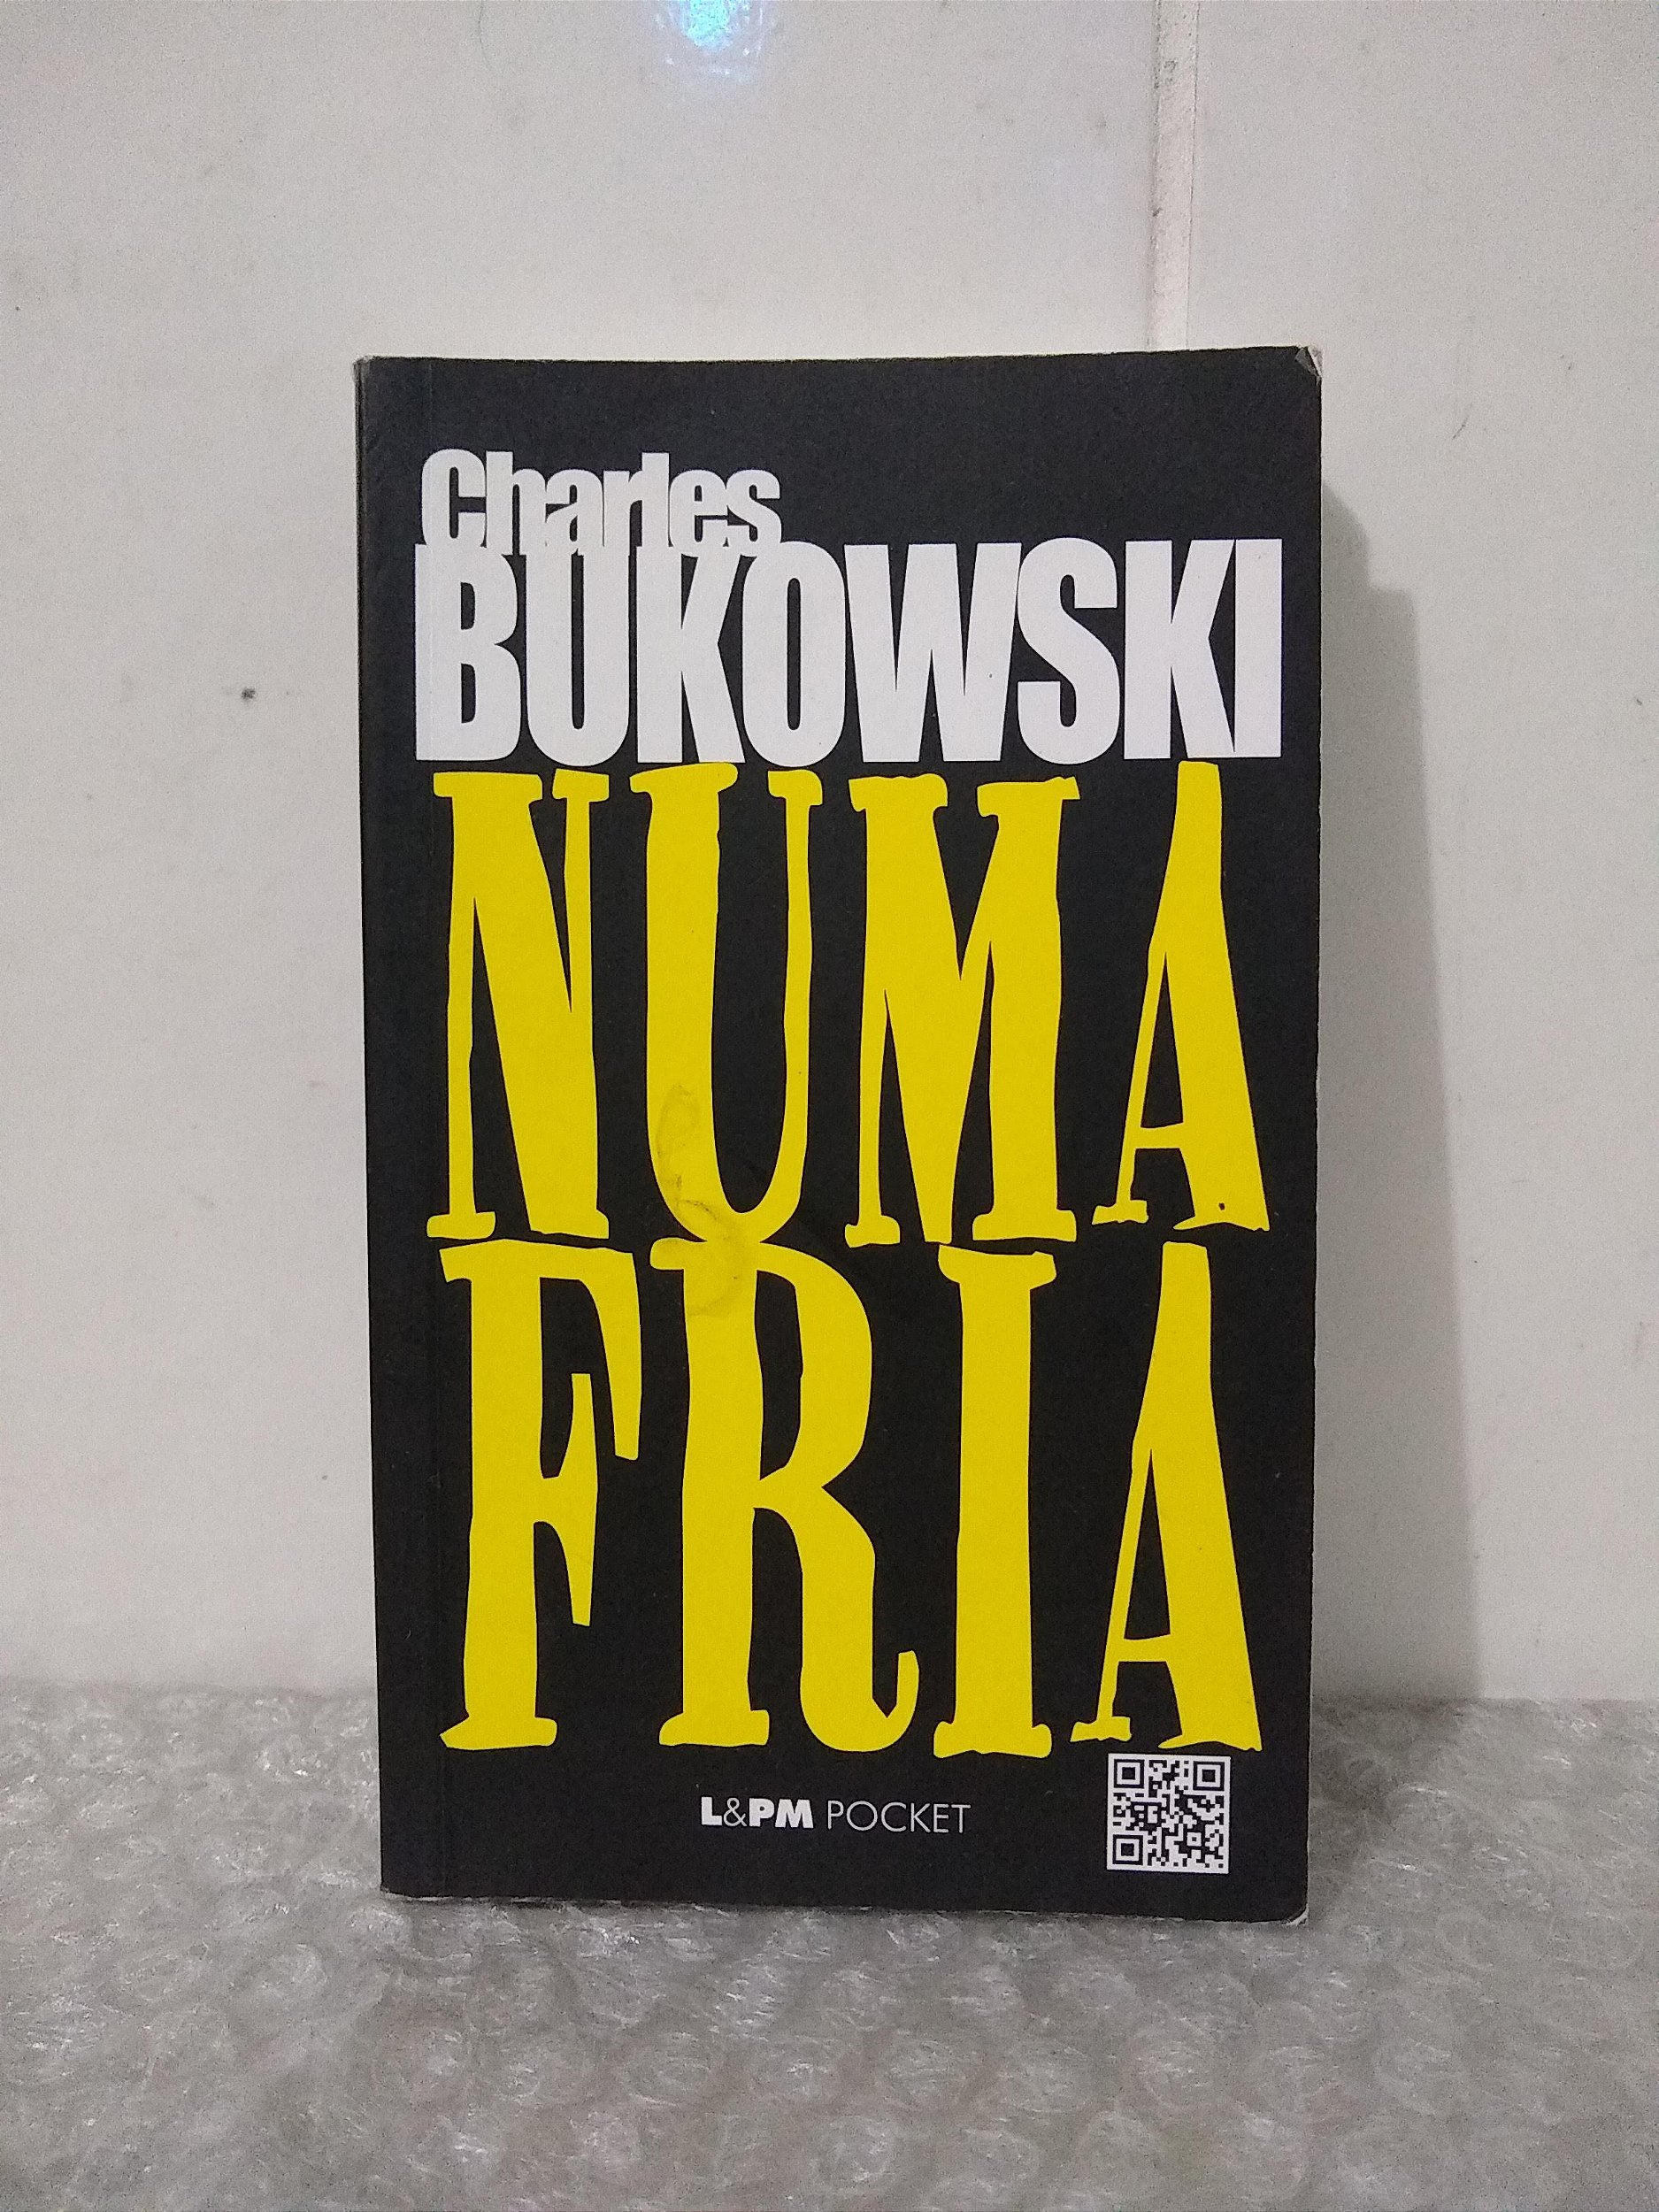 Charles
BUKOWSKI
NUMA
FRIA
L&PM POCKET